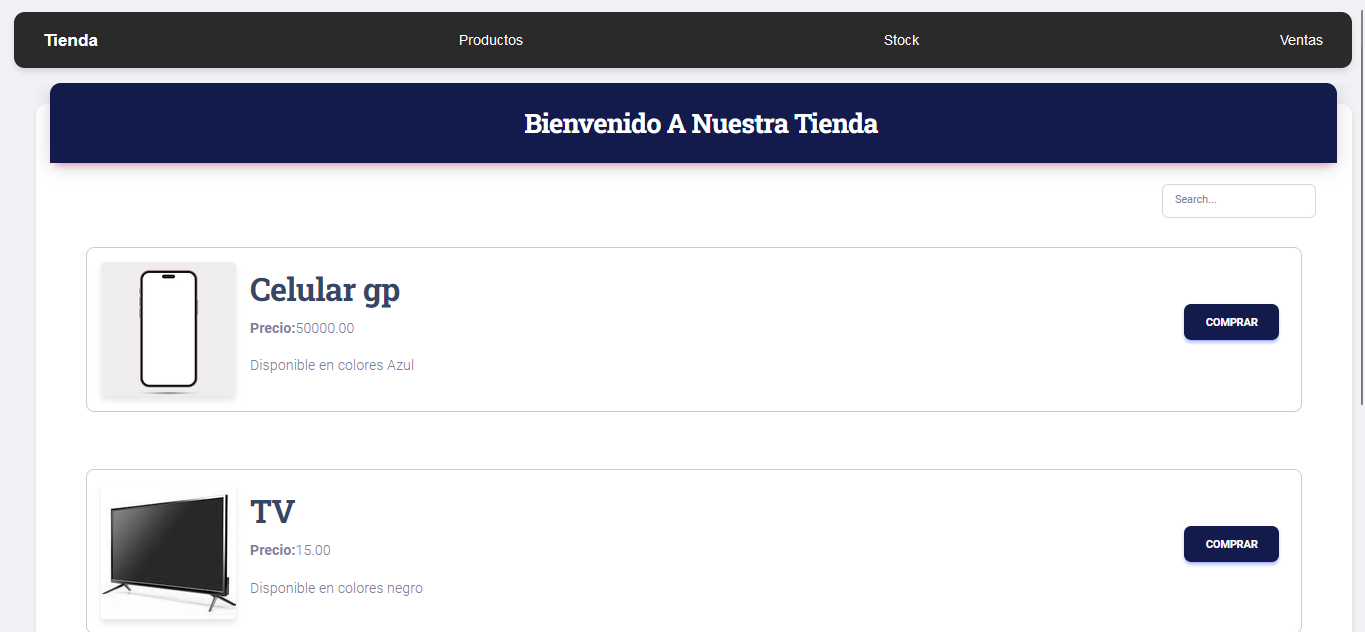 Tienda Productos Stock Ventas
Bienvenido A Nuestra Tienda
Search...
Celular gp
Precio:50000.00
Disponible en colores Azul
COMPRAR
TV
Precio:15.00
Disponible en colores negro
COMPRAR